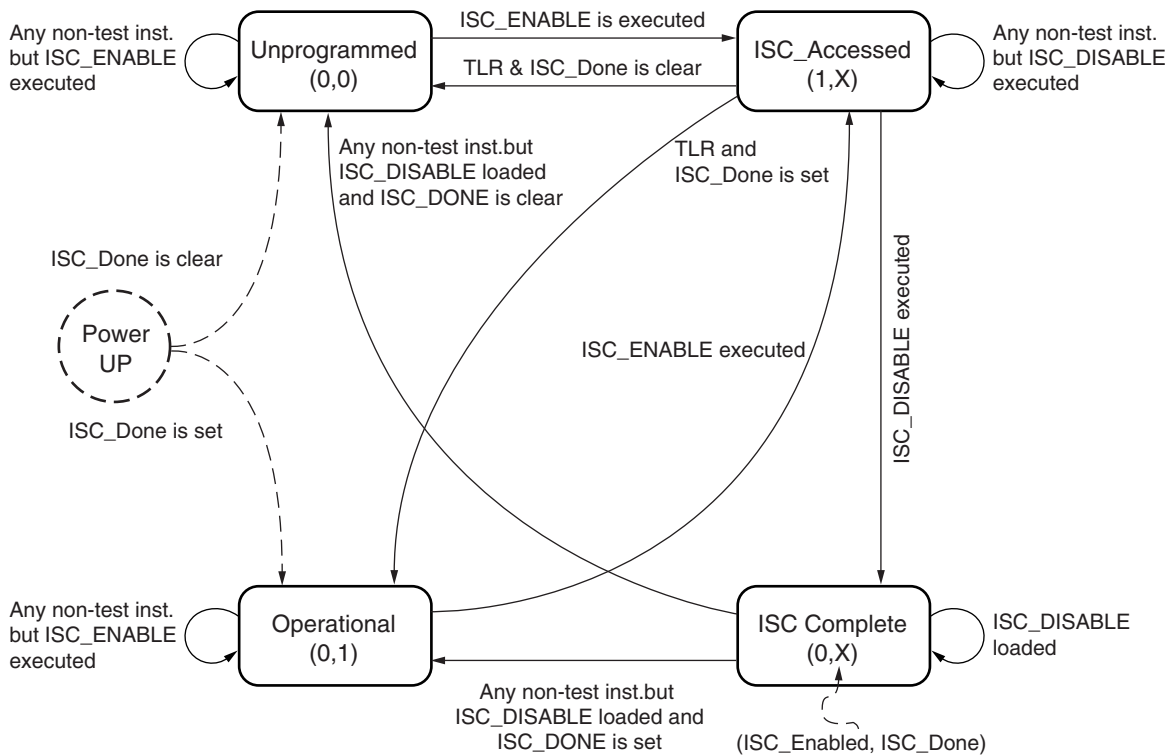 ISC_ENABLE is executed
Any non-test inst.
but ISC_ENABLE
executed
Unprogrammed
(0,0)
TLR & ISC_Done is clear
ISC_Accessed
(1,X)
Any non-test inst.
but ISC_DISABLE
executed
Any non-test inst.but
ISC_DISABLE loaded
and ISC_DONE is clear
TLR and
ISC_Done is set
ISC_Done is clear
Power
UP
ISC_Done is set
ISC_ENABLE executed
ISC_DISABLE executed
Any non-test inst.
but ISC_ENABLE
executed
Operational
(0,1)
ISC Complete
(0,X)
ISC_DISABLE
loaded
Any non-test inst.but
ISC_DISABLE loaded and
ISC_DONE is set
(ISC_Enabled, ISC_Done)